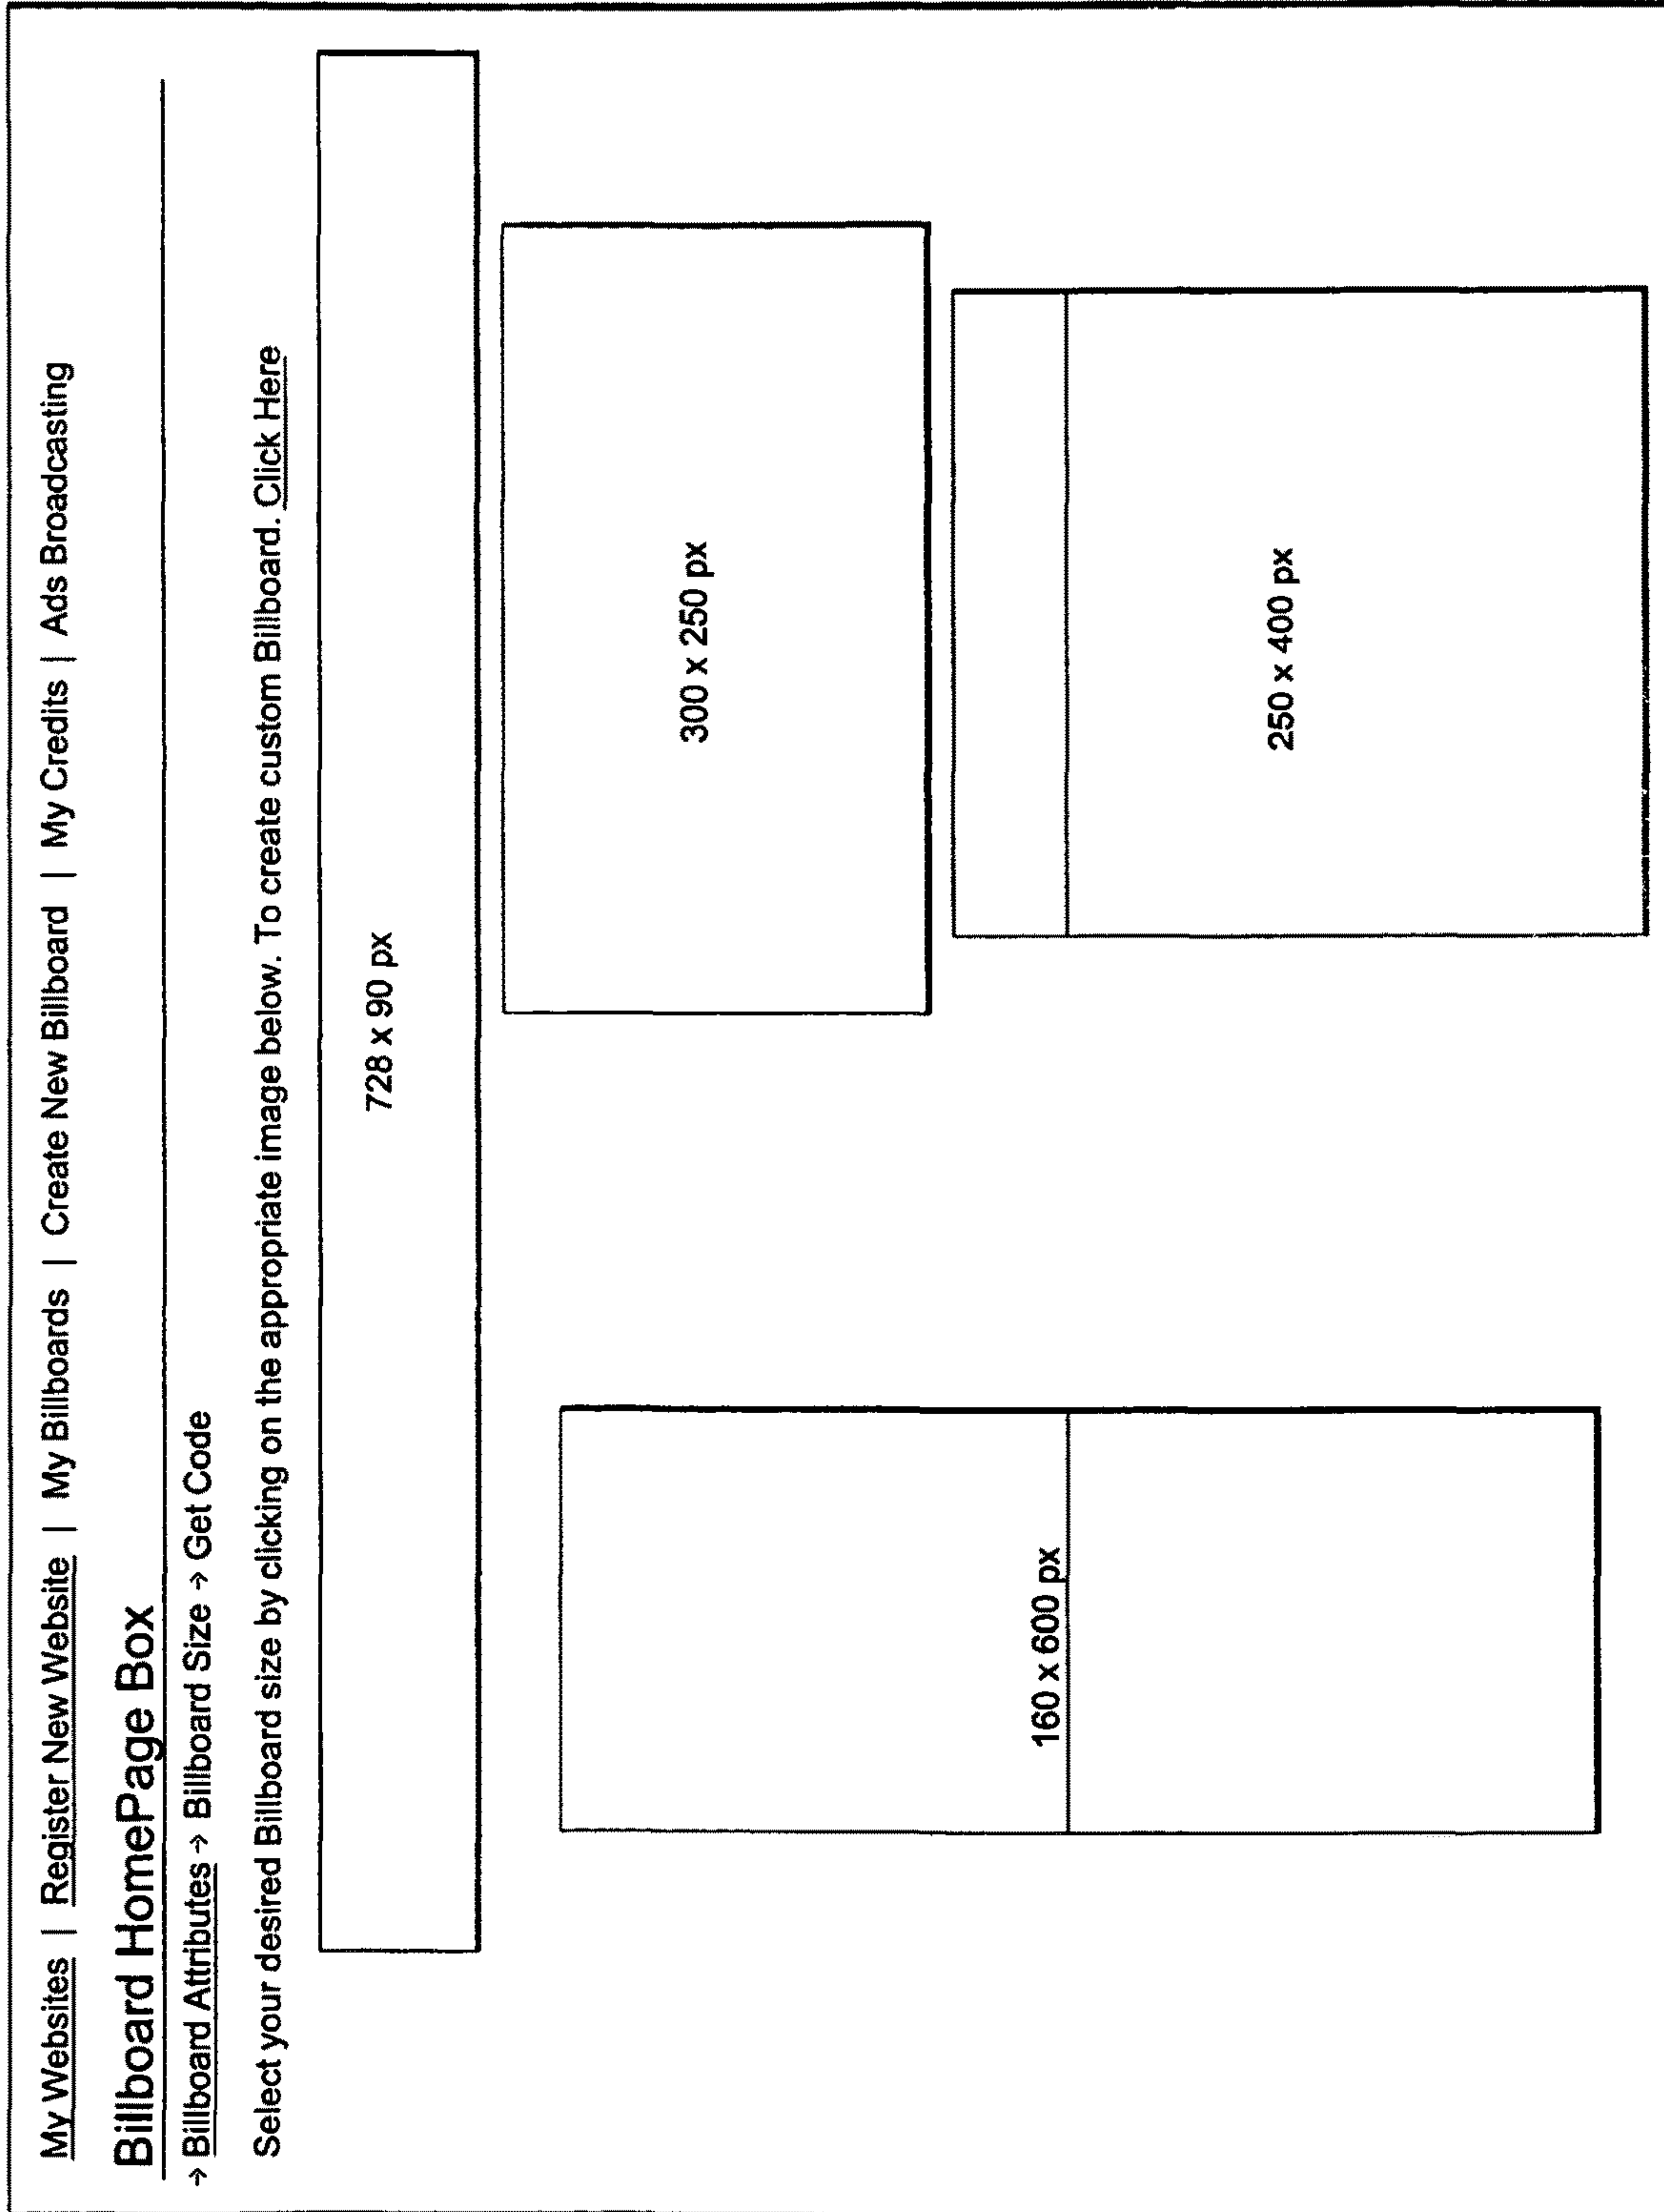 My Websites | Register New Website | My Billboards | Create New Billboard | My Credits | Ads Broadcasting
Billboard HomePage Box
→ Billboard Attributes → Billboard Size → Get Code
Select your desired Billboard size by clicking on the appropriate image below. To create custom Billboard. Click Here
728 x 90 px
300 x 250 px
160 x 600 px
250 x 400 px